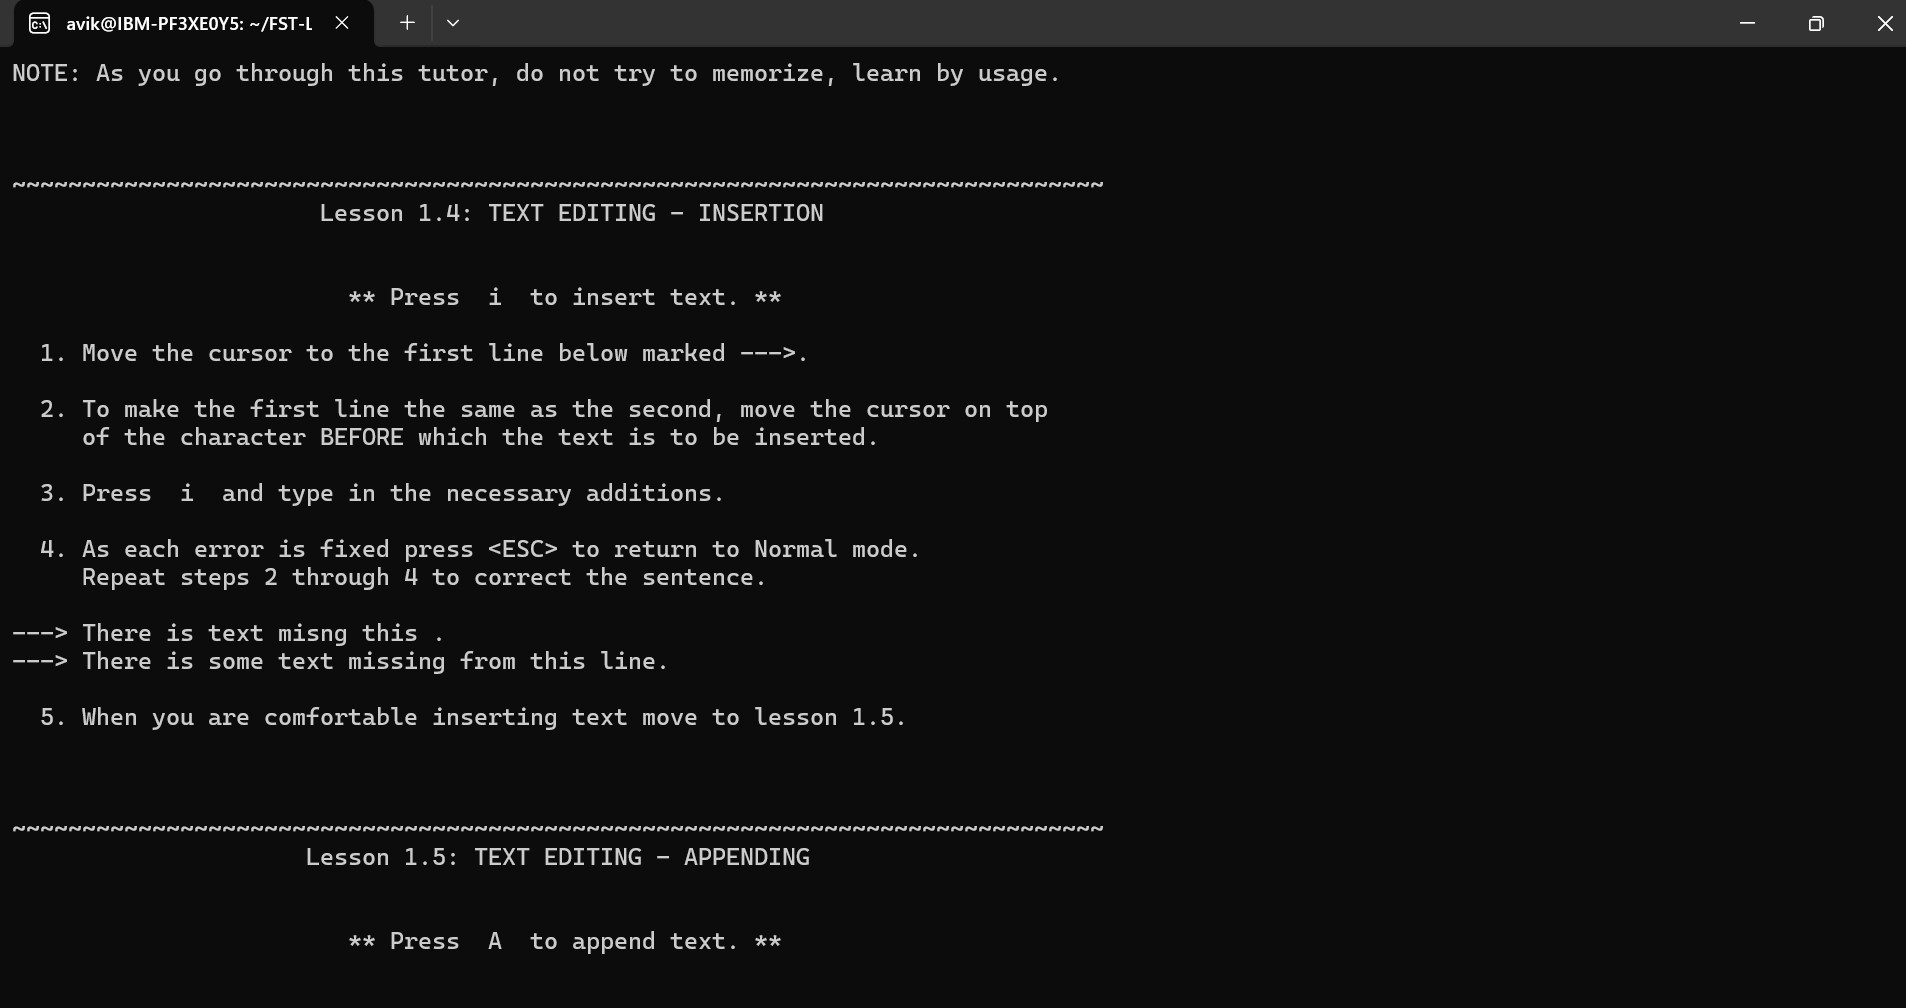 avik@IBM-PF3XE0Y5: ~/FST-L
NOTE: As you go through this tutor, do not try to memorize, learn by usage.
~~~~~~~~~~~~~~~~~~~~~~~~~~~~~~~~~~~~~~~~~~~~~~~~~~~~~~~~~~~~~~~~~~~~~~~~~~~~~~
Lesson 1.4: TEXT EDITING - INSERTION
** Press  i  to insert text. **
1. Move the cursor to the first line below marked --->.
2. To make the first line the same as the second, move the cursor on top
of the character BEFORE which the text is to be inserted.
3. Press  i  and type in the necessary additions.
4. As each error is fixed press <ESC> to return to Normal mode.
Repeat steps 2 through 4 to correct the sentence.
---> There is text misng this .
---> There is some text missing from this line.
5. When you are comfortable inserting text move to lesson 1.5.
~~~~~~~~~~~~~~~~~~~~~~~~~~~~~~~~~~~~~~~~~~~~~~~~~~~~~~~~~~~~~~~~~~~~~~~~~~~~~~
Lesson 1.5: TEXT EDITING - APPENDING
** Press  A  to append text. **